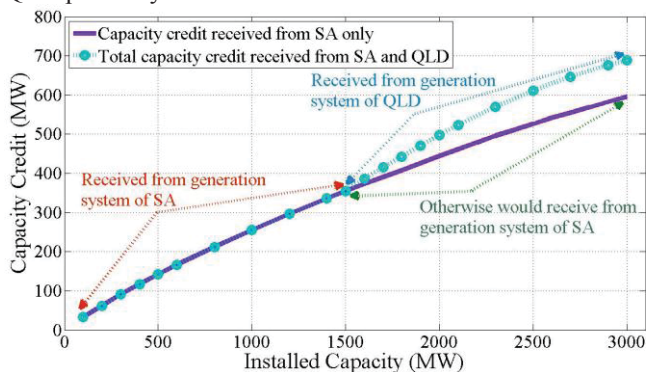 800
700
600
500
400
300
200
100
0
Capacity Credit (MW)
Capacity credit received from SA only
Total capacity credit received from SA and QLD
Received from generation
system of QLD
Received from generation
system of SA
Otherwise would receive from
generation system of SA
0 500 1000 1500 2000 2500 3000
Installed Capacity (MW)